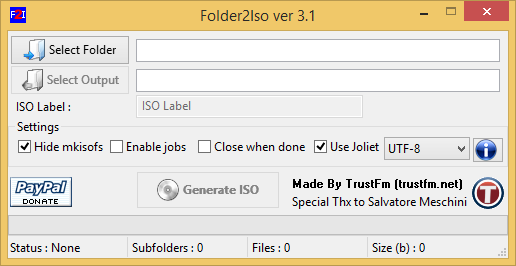 F2I
Folder2Iso ver 3.1
Select Folder
Select Output
ISO Label :
ISO Label
Settings
Hide mkisofs
Enable jobs
Close when done
Use Joliet
UTF-8
PayPal
DONATE
Generate ISO
Made By TrustFm (trustfm.net)
Special Thx to Salvatore Meschini
Status : None
Subfolders : 0
Files : 0
Size (b) : 0